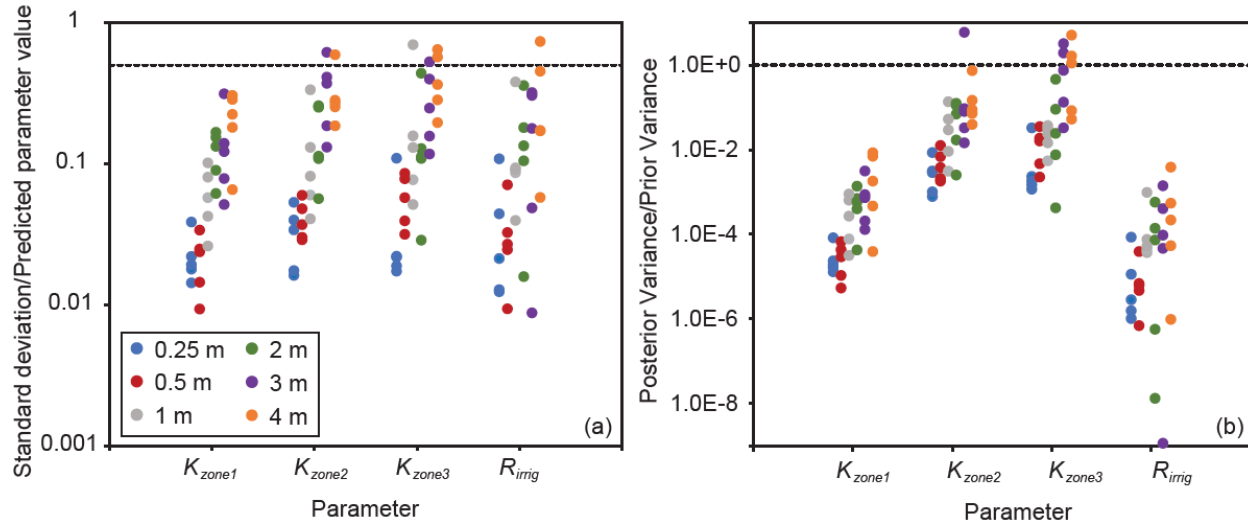 Standard deviation/Predicted parameter value
1
0.1
0.01
0.001
0.25 m
2 m
0.5 m
3 m
1 m
4 m
(a)
Kzone1
Kzone2
Kzone3
Rirrig
Parameter
Posterior Variance/Prior Variance
1.0E+0
1.0E-2
1.0E-4
1.0E-6
1.0E-8
(b)
Kzone1
Kzone2
Kzone3
Rirrig
Parameter